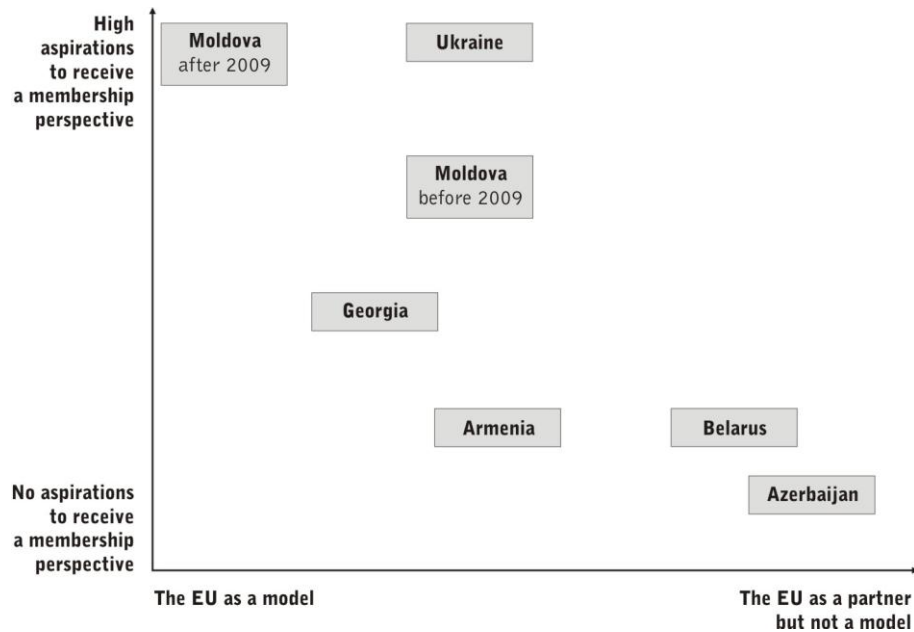 High
aspirations
to receive
a membership
perspective
Moldova
after 2009
Ukraine
Moldova
before 2009
Georgia
Armenia
Belarus
Azerbaijan
No aspirations
to receive
a membership
perspective
The EU as a model
The EU as a partner
but not a model